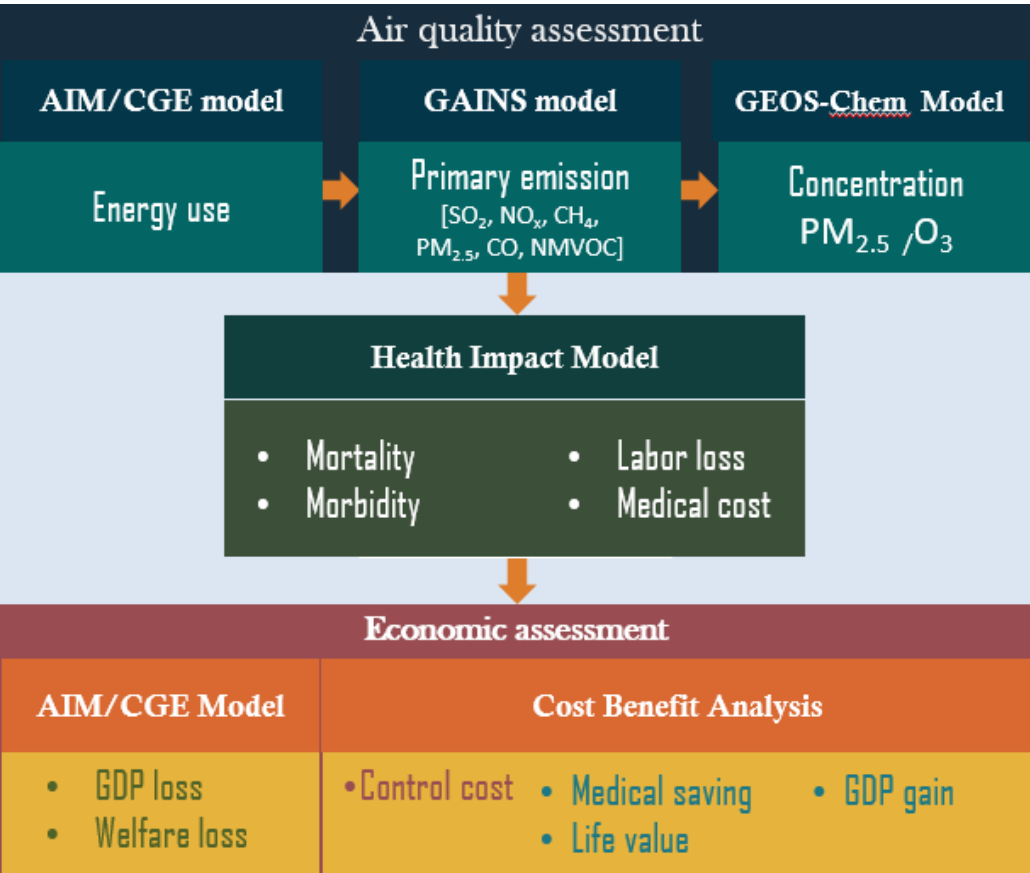 Air quality assessment
AIM/CGE model
GAINS model
GEOS-Chem Model
Energy use
Primary emission
[SO₂, NOₓ, CH₄,
PM₂.₅, CO, NMVOC]
Concentration
PM₂.₅ /O₃
Health Impact Model
• Mortality
• Morbidity
• Labor loss
• Medical cost
Economic assessment
AIM/CGE Model
Cost Benefit Analysis
• GDP loss
• Welfare loss
•Control cost
• Medical saving
• Life value
• GDP gain